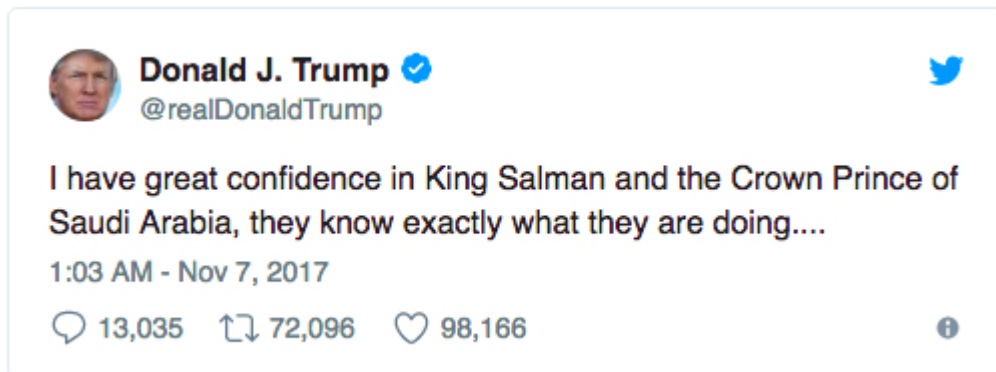 Donald J. Trump
@realDonaldTrump
I have great confidence in King Salman and the Crown Prince of
Saudi Arabia, they know exactly what they are doing....
1:03 AM - Nov 7, 2017
13,035 72,096 98,166